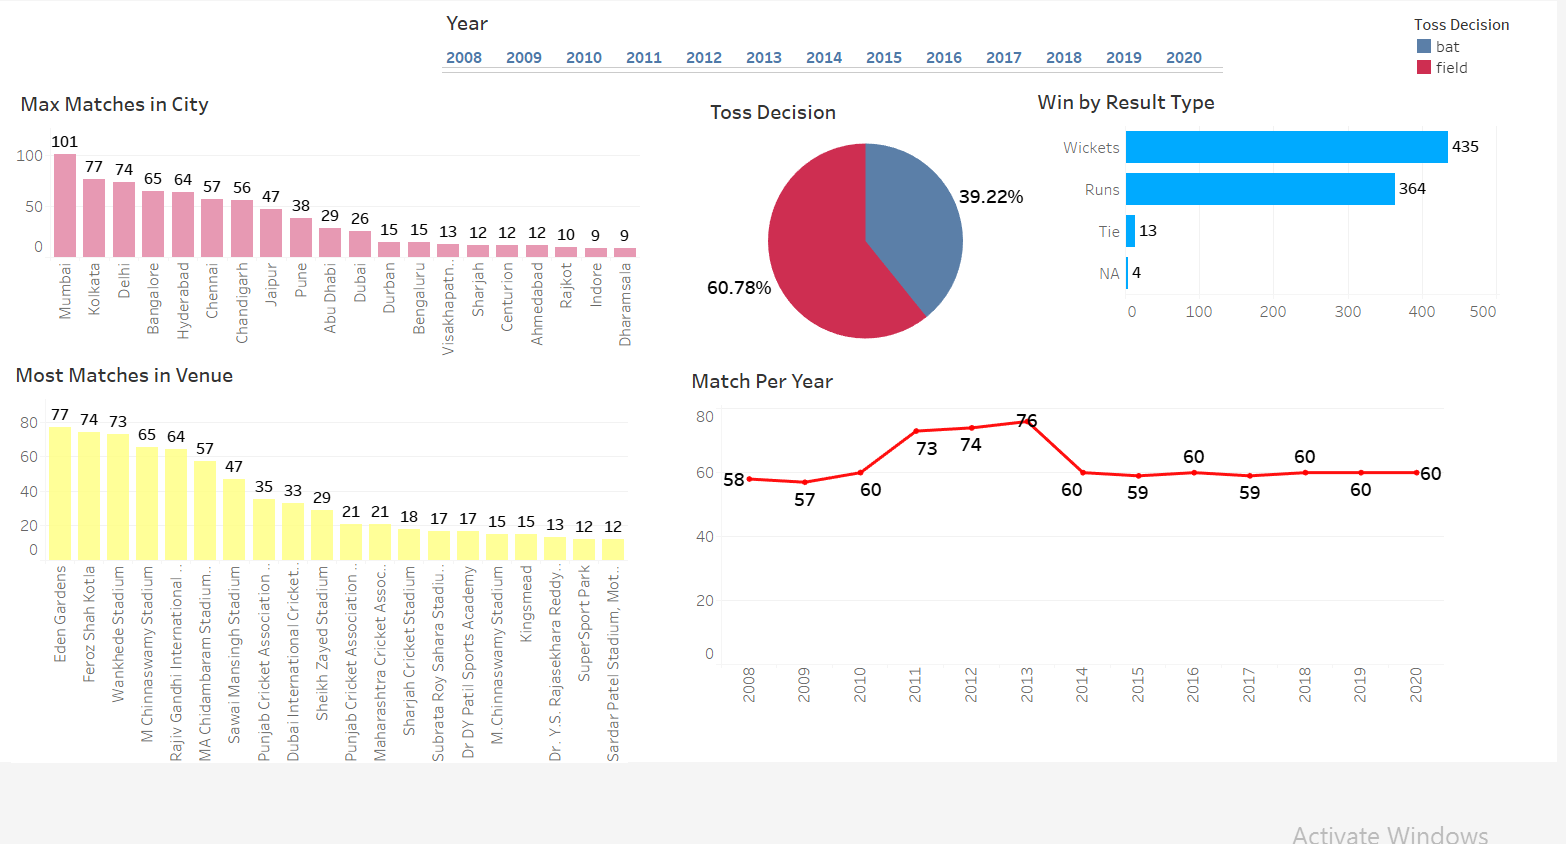 Year
2008 2009 2010 2011 2012 2013 2014 2015 2016 2017 2018 2019 2020
Toss Decision
bat
field
Max Matches in City
100
50
0
101 77 74 65 64 57 56 47 38 29 26 15 15 13 12 12 12 10 9 9
Mumbai
Kolkata
Delhi
Bangalore
Hyderabad
Chennai
Chandigarh
Jaipur
Pune
Abu Dhabi
Dubai
Durban
Bengaluru
Visakhapatn..
Sharjah
Centurion
Ahmedabad
Rajkot
Indore
Dharamsala
Toss Decision
39.22%
60.78%
Win by Result Type
Wickets 435
Runs 364
Tie 13
NA 4
0 100 200 300 400 500
Most Matches in Venue
80
60
40
20
0
77 74 73 65 64 57 47 35 33 29 21 21 18 17 17 15 15 13 12 12
Eden Gardens
Feroz Shah Kotla
Wankhede Stadium
M Chinnaswamy Stadium
Rajiv Gandhi International ..
MA Chidambaram Stadium..
Sawai Mansingh Stadium
Punjab Cricket Association ..
Dubai International Cricket..
Sheikh Zayed Stadium
Punjab Cricket Association ..
Maharashtra Cricket Assoc..
Sharjah Cricket Stadium
Subrata Roy Sahara Stadiu..
Dr DY Patil Sports Academy
M.Chinnaswamy Stadium
Kingsmead
Dr. Y.S. Rajasekhara Reddy..
SuperSport Park
Sardar Patel Stadium, Mot..
Match Per Year
80
60
40
20
0
58 57 60 73 74 76 60 59 60 59 60 60 60
2008 2009 2010 2011 2012 2013 2014 2015 2016 2017 2018 2019 2020
Activate Windows